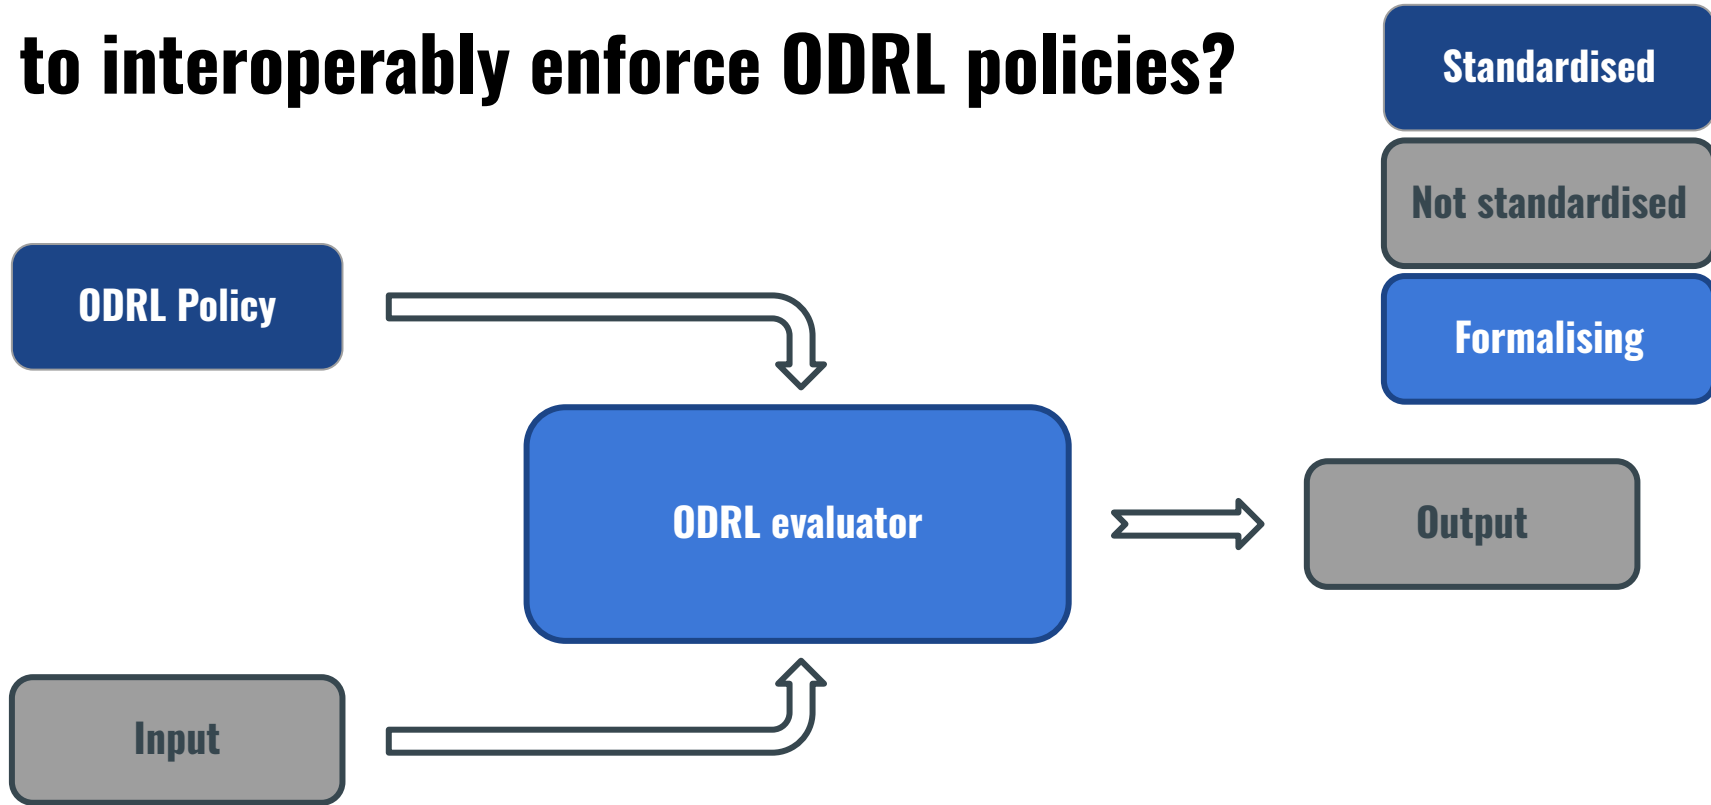 to interoperably enforce ODRL policies?
Standardised
Not standardised
Formalising
ODRL Policy
ODRL evaluator
Output
Input